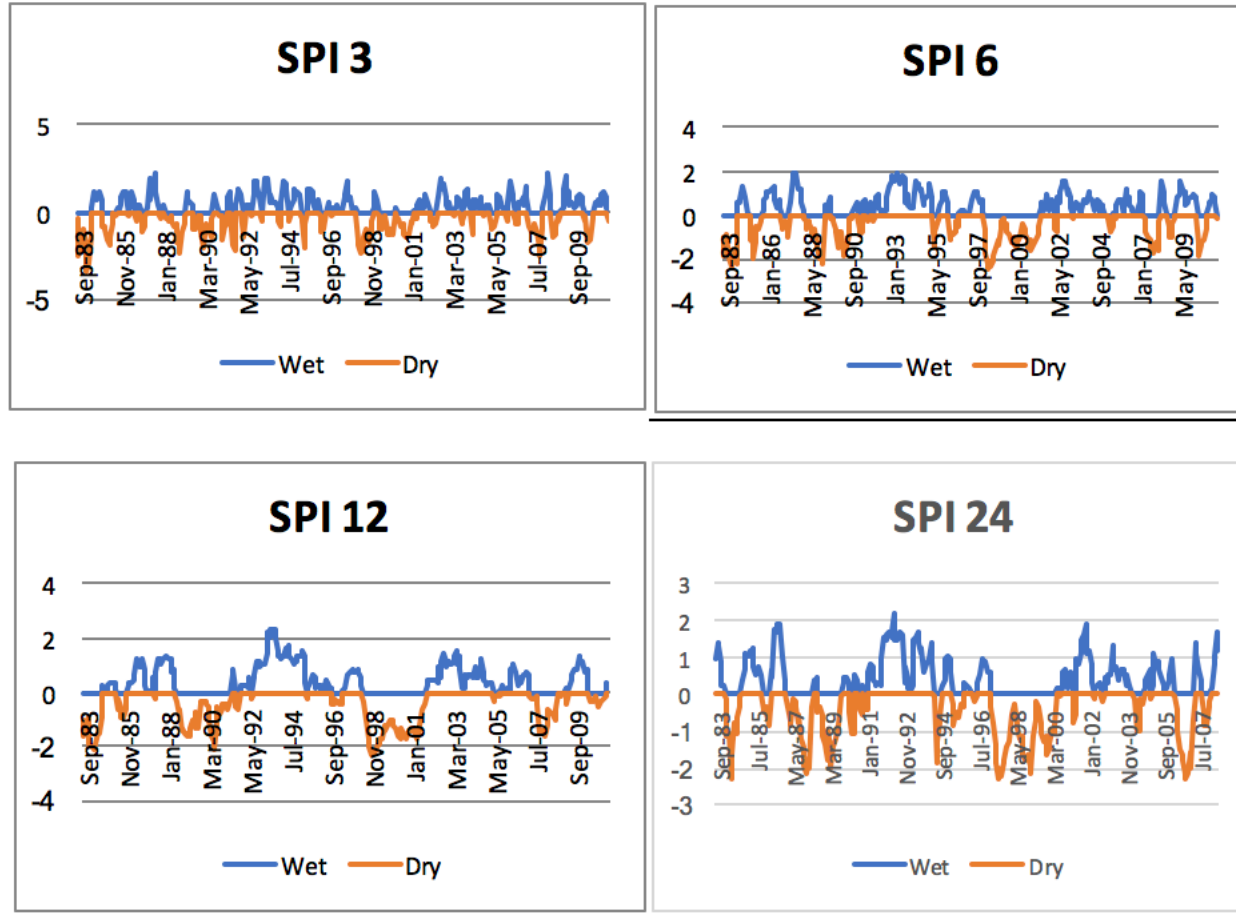 SPI 3
5
0
-5
Sep-83 Nov-85 Jan-88 Mar-90 May-92 Jul-94 Sep-96 Nov-98 Jan-01 Mar-03 May-05 Jul-07 Sep-09
Wet Dry
SPI 6
4
2
0
-2
-4
Sep-83 Jan-86 May-88 Sep-90 Jan-93 May-95 Sep-97 Jan-00 May-02 Sep-04 Jan-07 May-09
Wet Dry
SPI 12
4
2
0
-2
-4
Sep-83 Nov-85 Jan-88 Mar-90 May-92 Jul-94 Sep-96 Nov-98 Jan-01 Mar-03 May-05 Jul-07 Sep-09
Wet Dry
SPI 24
3
2
1
0
-1
-2
-3
Sep-83 Jul-85 May-87 Mar-89 Jan-91 Nov-92 Sep-94 Jul-96 May-98 Mar-00 Jan-02 Nov-03 Sep-05 Jul-07
Wet Dry